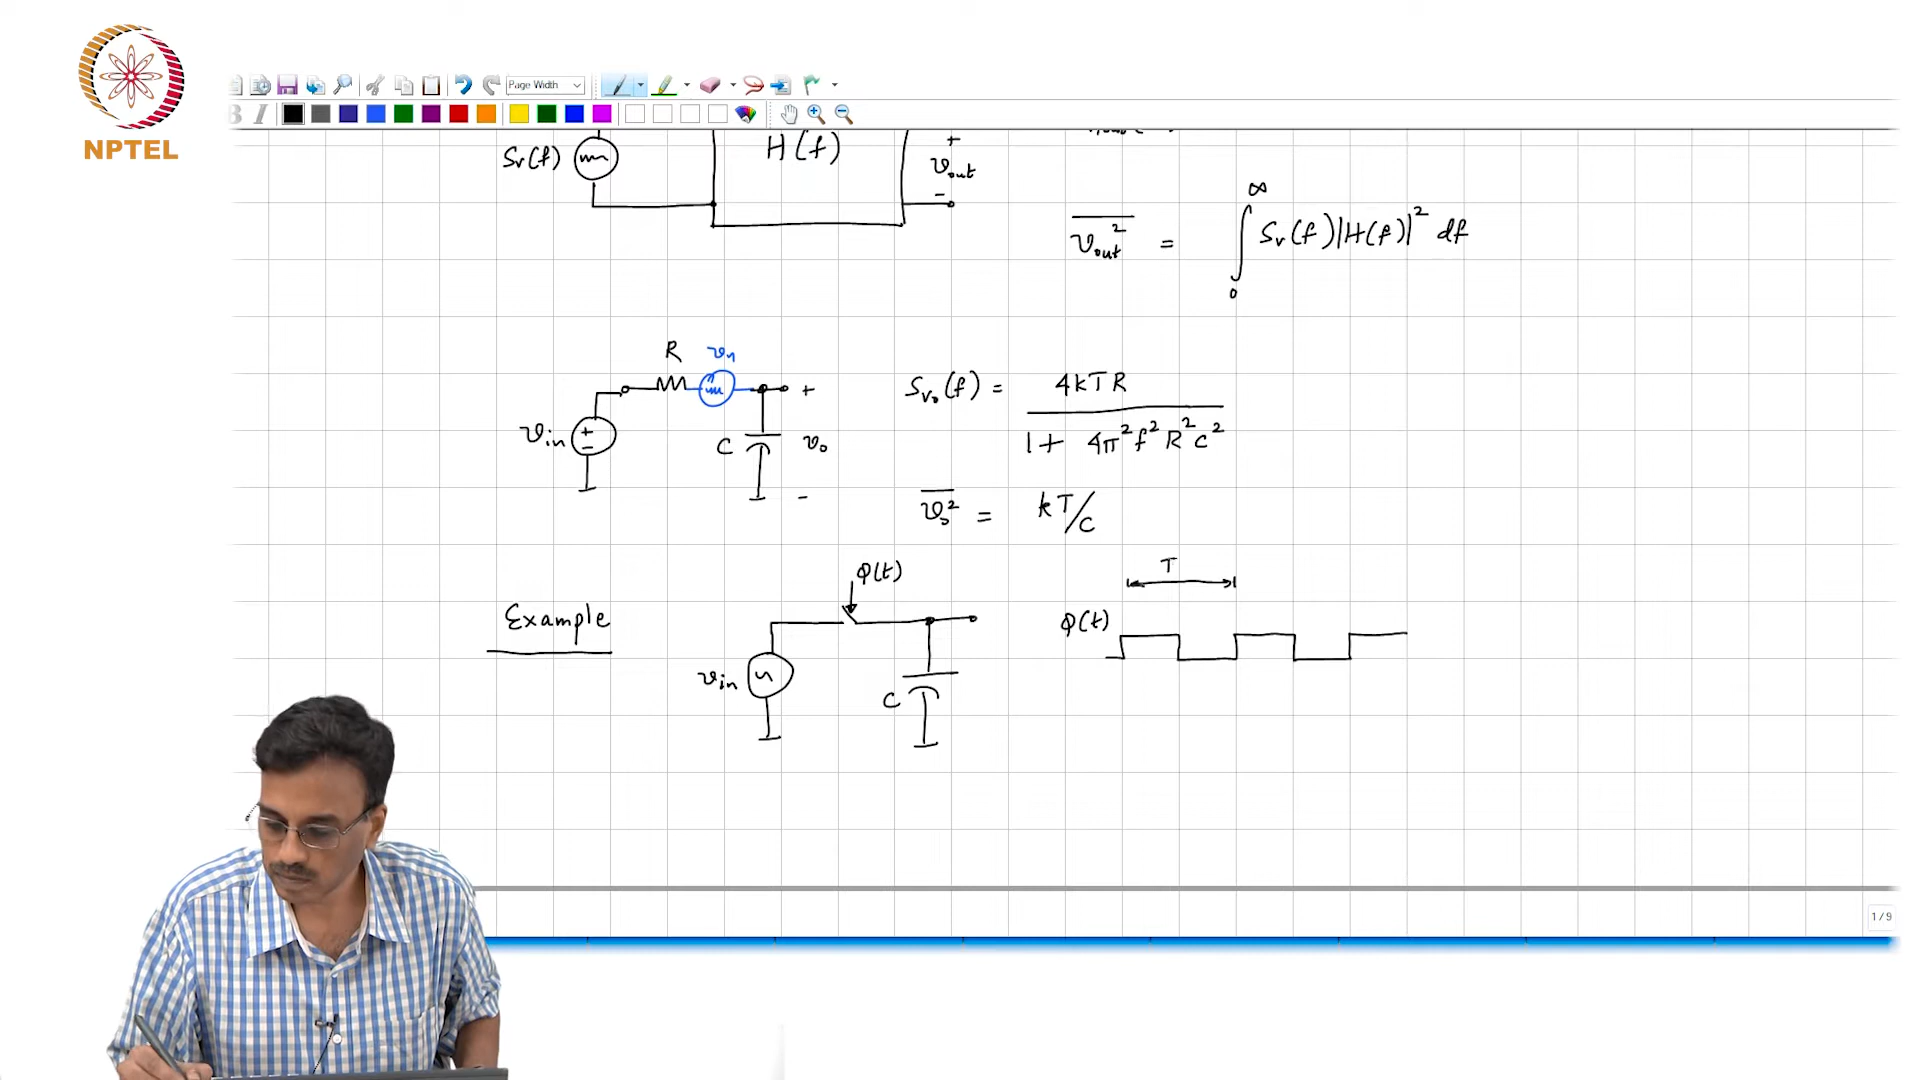 NPTEL
Page Width
B I
Sv(f) H(f) + vout -
vout² = ∫₀^∞ Sv(f)|H(f)|² df
R vn
vin + - C + vo -
Svo(f) = 4kTR / 1 + 4π²f²R²C²
vo² = kT/C
Example
φ(t)
vin C
T
φ(t)
1/9